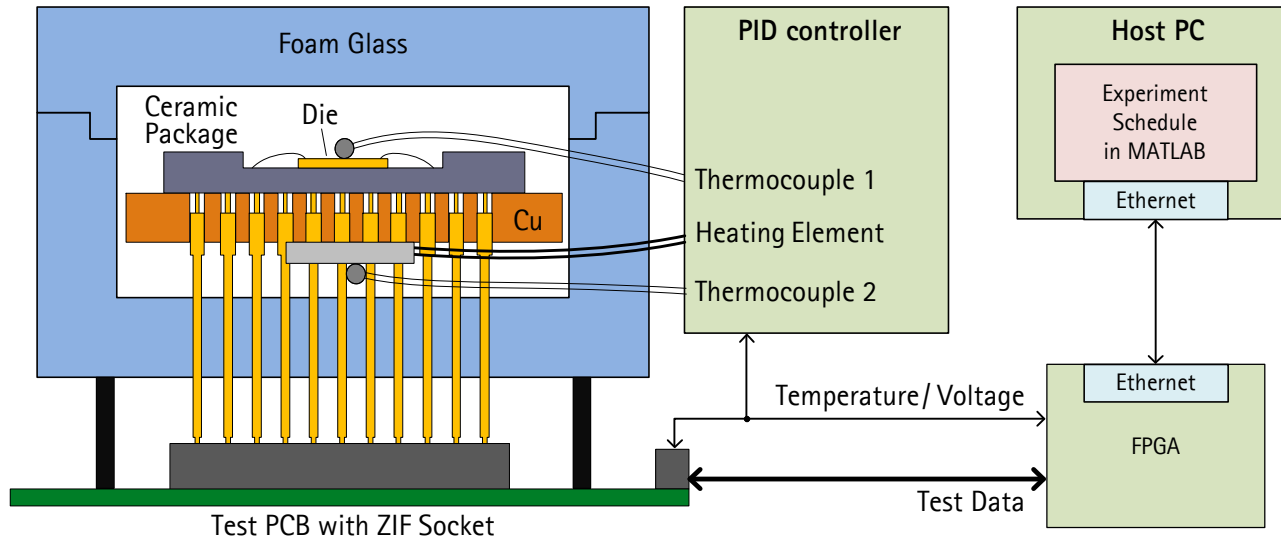 Foam Glass
Ceramic
Package
Die
Cu
PID controller
Thermocouple 1
Heating Element
Thermocouple 2
Host PC
Experiment
Schedule
in MATLAB
Ethernet
Ethernet
FPGA
Temperature/ Voltage
Test Data
Test PCB with ZIF Socket